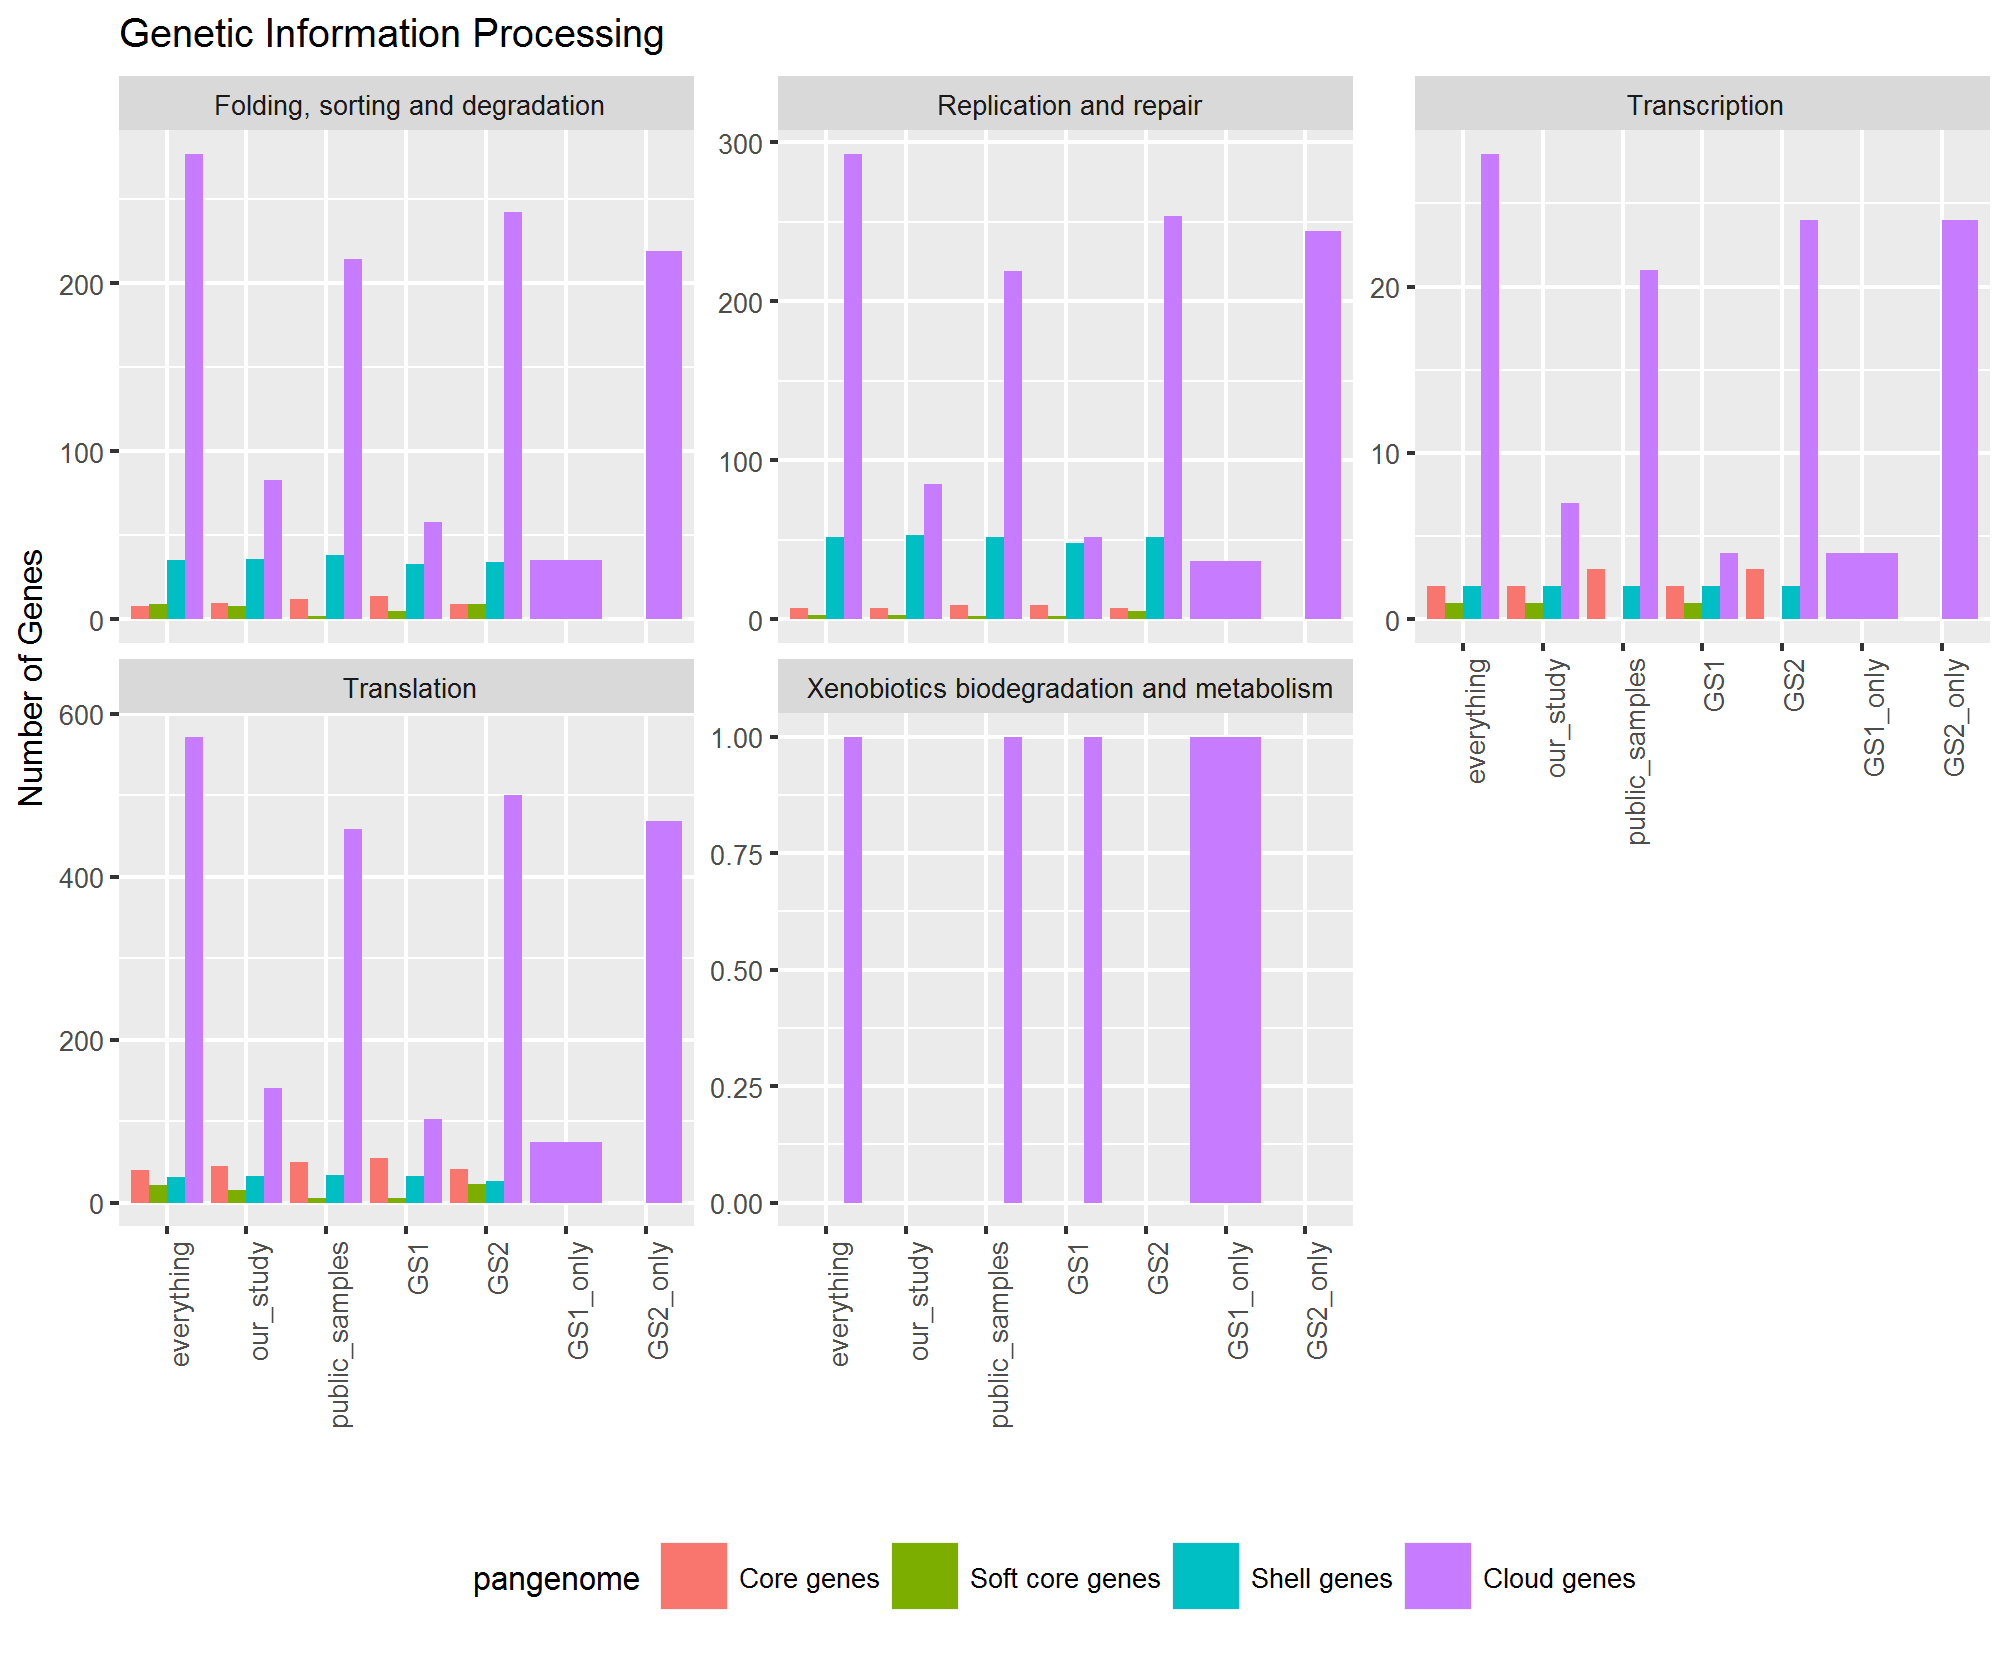 Genetic Information Processing
Folding, sorting and degradation
Replication and repair
Transcription
200
100
0
300
200
100
0
20
10
0
everything
our_study
public_samples
GS1
GS2
GS1_only
GS2_only
Number of Genes
Translation
Xenobiotics biodegradation and metabolism
600
400
200
0
1.00
0.75
0.50
0.25
0.00
everything
our_study
public_samples
GS1
GS2
GS1_only
GS2_only
everything
our_study
public_samples
GS1
GS2
GS1_only
GS2_only
pangenome
Core genes
Soft core genes
Shell genes
Cloud genes